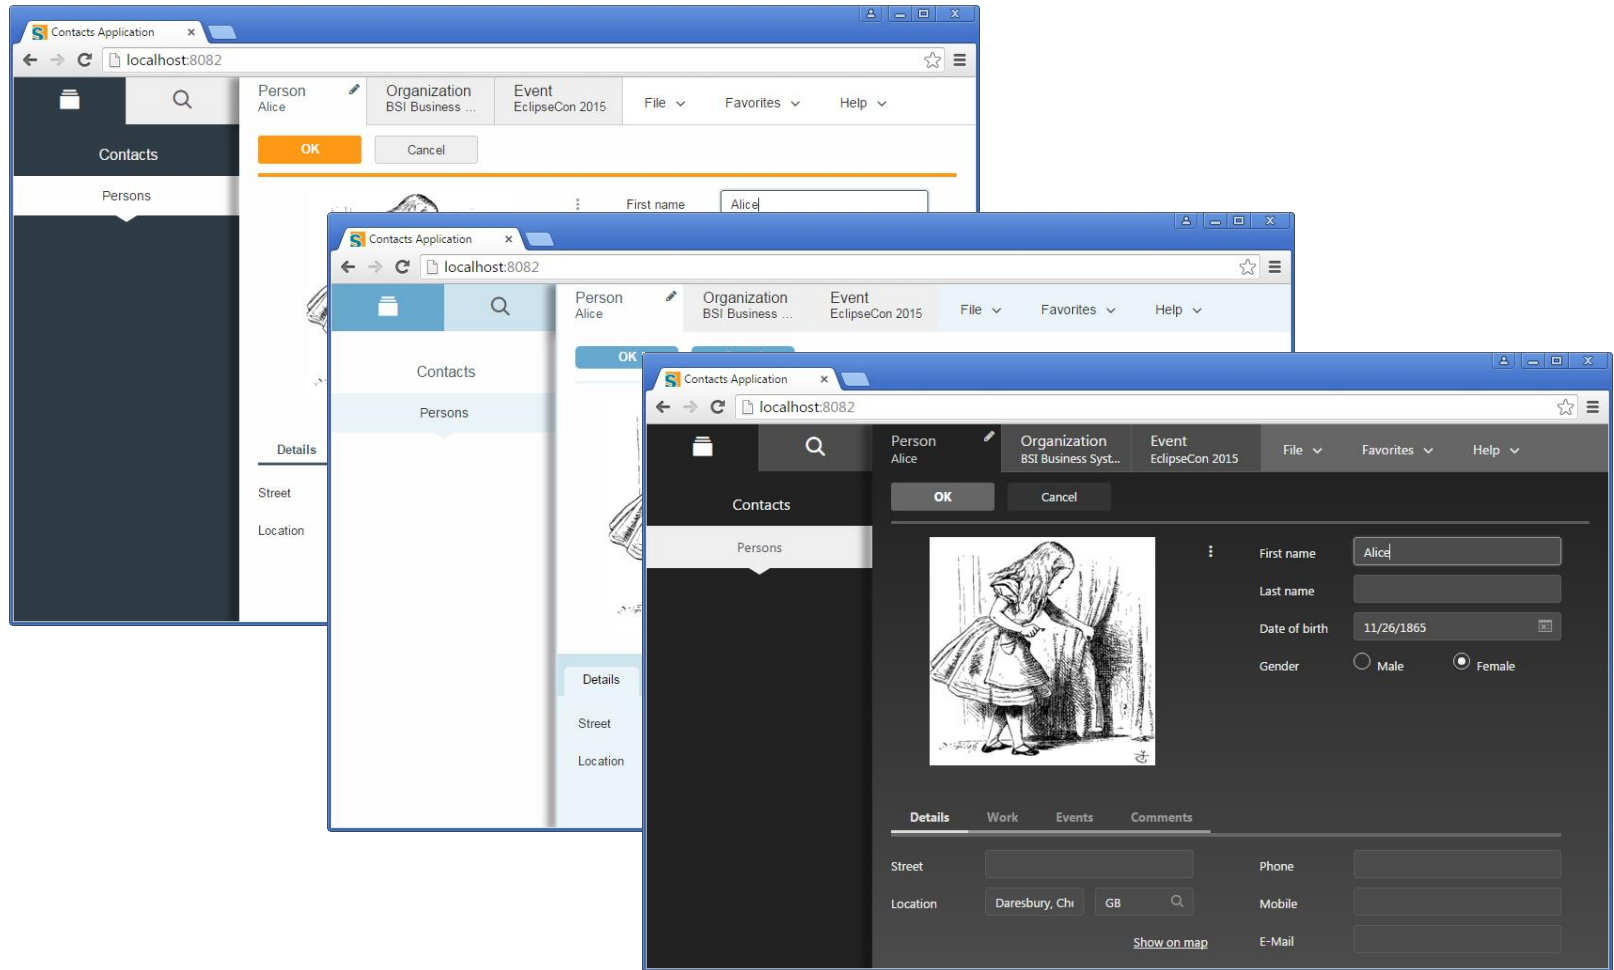 Contacts Application
localhost:8082
Person
Alice
Organization
BSI Business ...
Event
EclipseCon 2015
File
Favorites
Help
Contacts
OK
Cancel
Persons
First name
Alice
Details
Street
Location
Contacts Application
localhost:8082
Person
Alice
Organization
BSI Business ...
Event
EclipseCon 2015
File
Favorites
Help
OK
Contacts
Persons
Details
Street
Location
Contacts Application
localhost:8082
Person
Alice
Organization
BSI Business Syst...
Event
EclipseCon 2015
File
Favorites
Help
OK
Cancel
Contacts
Persons
First name
Alice
Last name
Date of birth
11/26/1865
Gender
Male
Female
Details
Work
Events
Comments
Street
Phone
Location
Daresbury, Che
GB
Mobile
Show on map
E-Mail